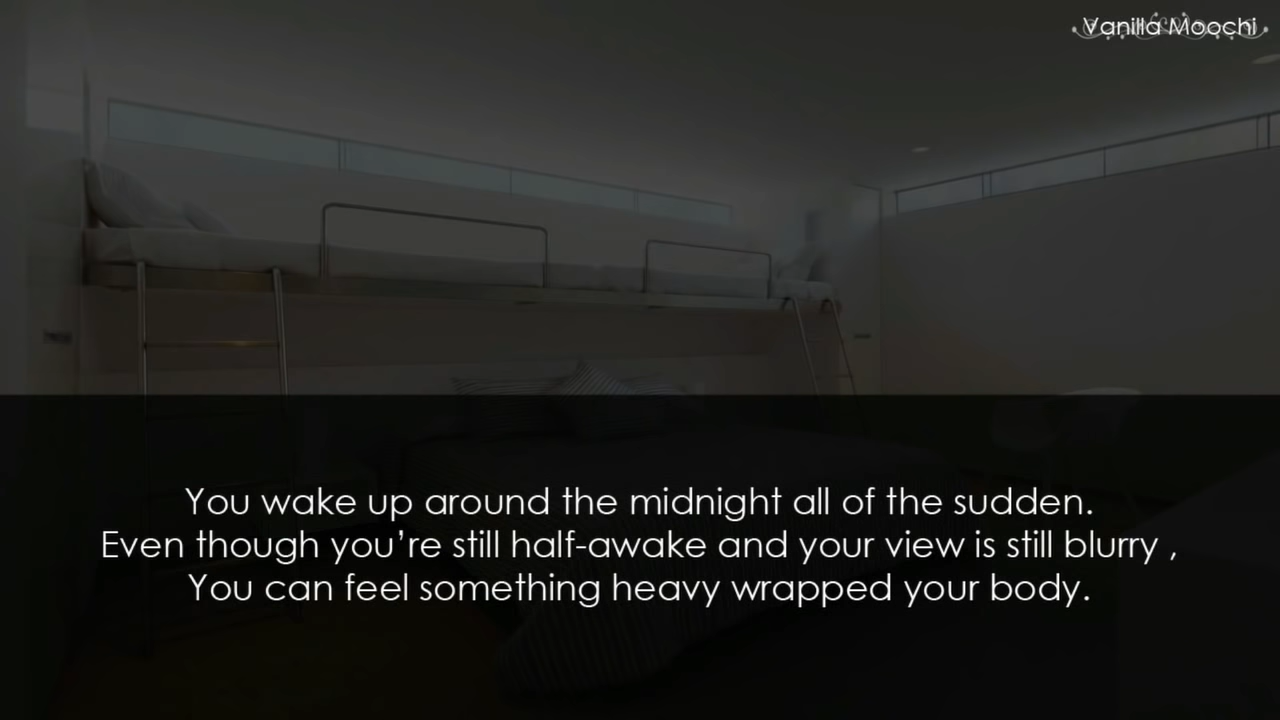 Vanilla Moochi
You wake up around the midnight all of the sudden.
Even though you're still half-awake and your view is still blurry ,
You can feel something heavy wrapped your body.